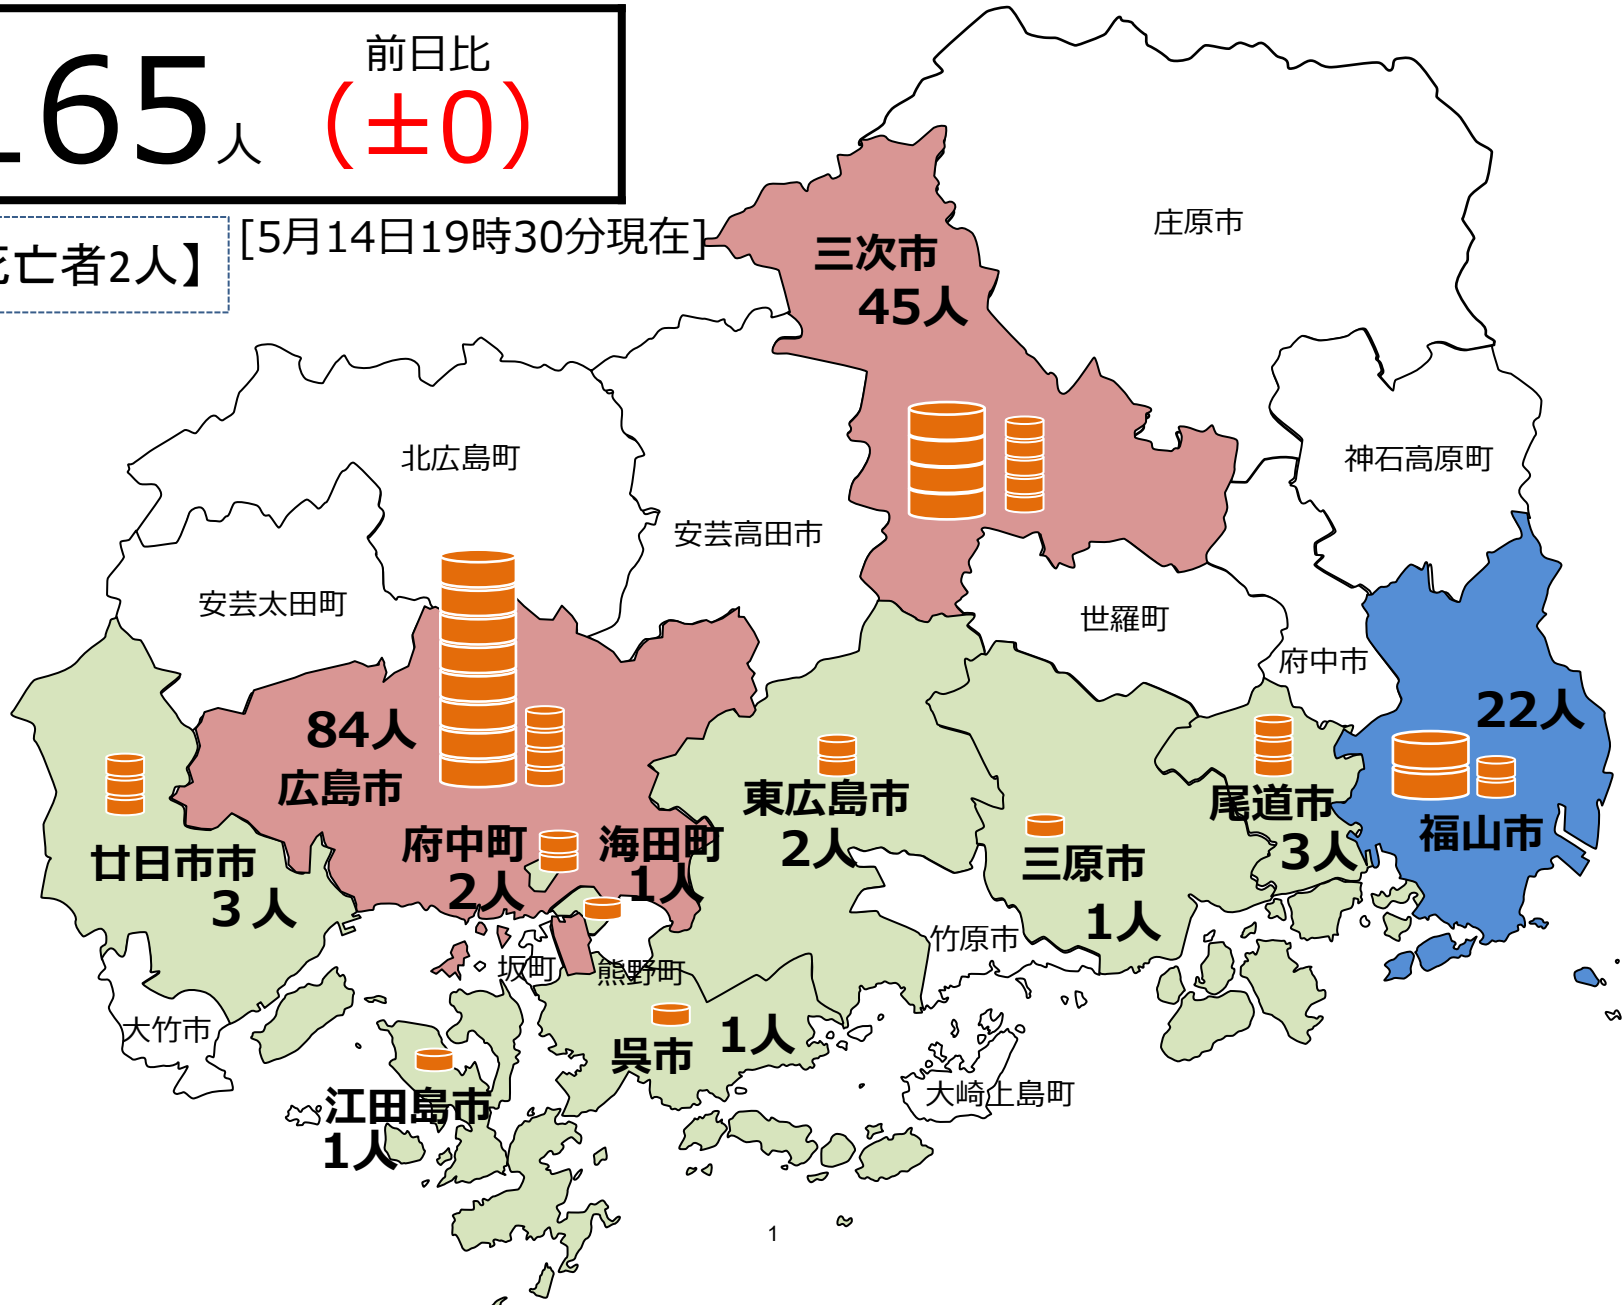 前日比
165人 (±0)
死亡者2人】
[5月14日19時30分現在]
庄原市
三次市
45人
北広島町
神石高原町
安芸高田市
安芸太田町
世羅町
府中市
22人
福山市
84人
広島市
東広島市
2人
尾道市
3人
府中町
2人
海田町
1人
三原市
1人
廿日市市
3人
竹原市
坂町
熊野町
大竹市
呉市 1人
大崎上島町
江田島市
1人
1